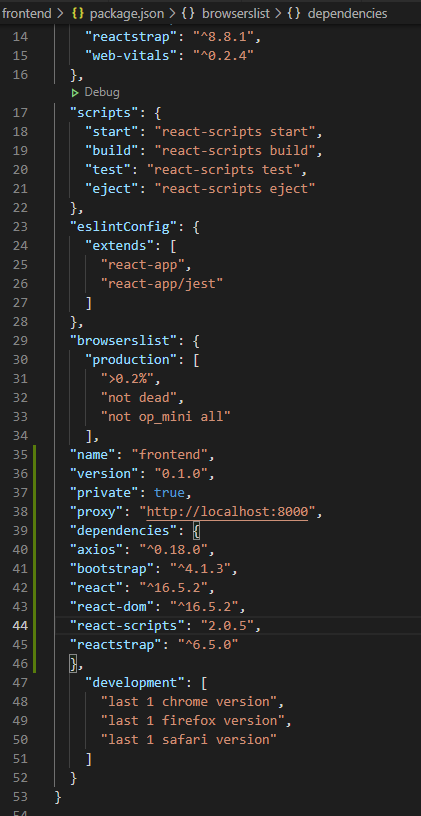 frontend > {} package.json > {} browserslist > {} dependencies
14 "reactstrap": "^8.8.1",
15 "web-vitals": "^0.2.4"
16 },
Debug
17 "scripts": {
18 "start": "react-scripts start",
19 "build": "react-scripts build",
20 "test": "react-scripts test",
21 "eject": "react-scripts eject"
22 },
23 "eslintConfig": {
24 "extends": [
25 "react-app",
26 "react-app/jest"
27 ]
28 },
29 "browserslist": {
30 "production": [
31 ">0.2%",
32 "not dead",
33 "not op_mini all"
34 ],
35 "name": "frontend",
36 "version": "0.1.0",
37 "private": true,
38 "proxy": "http://localhost:8000",
39 "dependencies": {
40 "axios": "^0.18.0",
41 "bootstrap": "^4.1.3",
42 "react": "^16.5.2",
43 "react-dom": "^16.5.2",
44 "react-scripts": "2.0.5",
45 "reactstrap": "^6.5.0"
46 },
47 "development": [
48 "last 1 chrome version",
49 "last 1 firefox version",
50 "last 1 safari version"
51 ]
52 }
53 }
54